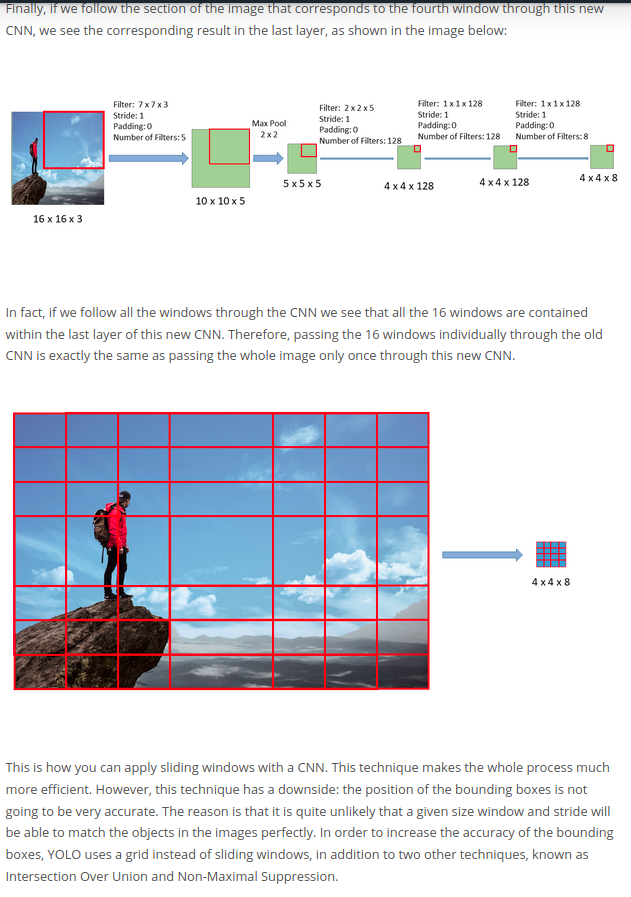 Finally, if we follow the section of the image that corresponds to the fourth window through this new
CNN, we see the corresponding result in the last layer, as shown in the image below:
Filter: 7 x 7 x 3
Stride: 1
Padding: 0
Number of Filters: 5
Max Pool
2 x 2
Filter: 2 x 2 x 5
Stride: 1
Padding: 0
Number of Filters: 128
Filter: 1 x 1 x 128
Stride: 1
Padding: 0
Number of Filters: 128
Filter: 1 x 1 x 128
Stride: 1
Padding: 0
Number of Filters: 8
16 x 16 x 3
10 x 10 x 5
5 x 5 x 5
4 x 4 x 128
4 x 4 x 128
4 x 4 x 8
In fact, if we follow all the windows through the CNN we see that all the 16 windows are contained
within the last layer of this new CNN. Therefore, passing the 16 windows individually through the old
CNN is exactly the same as passing the whole image only once through this new CNN.
4 x 4 x 8
This is how you can apply sliding windows with a CNN. This technique makes the whole process much
more efficient. However, this technique has a downside: the position of the bounding boxes is not
going to be very accurate. The reason is that it is quite unlikely that a given size window and stride will
be able to match the objects in the images perfectly. In order to increase the accuracy of the bounding
boxes, YOLO uses a grid instead of sliding windows, in addition to two other techniques, known as
Intersection Over Union and Non-Maximal Suppression.